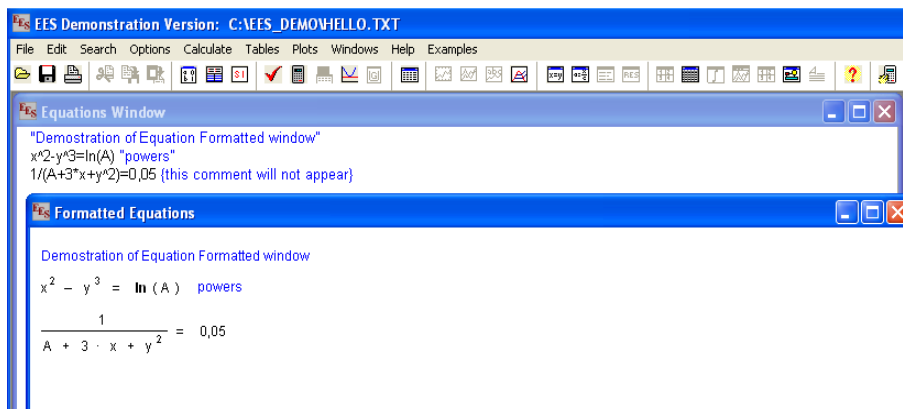 EES Demonstration Version: C:\EES_DEMO\HELLO.TXT
File Edit Search Options Calculate Tables Plots Windows Help Examples
Equations Window
"Demostration of Equation Formatted window"
x^2-y^3=ln(A) "powers"
1/(A+3*x+y^2)=0,05 {this comment will not appear}
Formatted Equations
Demostration of Equation Formatted window
x² − y³ = ln (A) powers
1
A + 3 · x + y² = 0,05